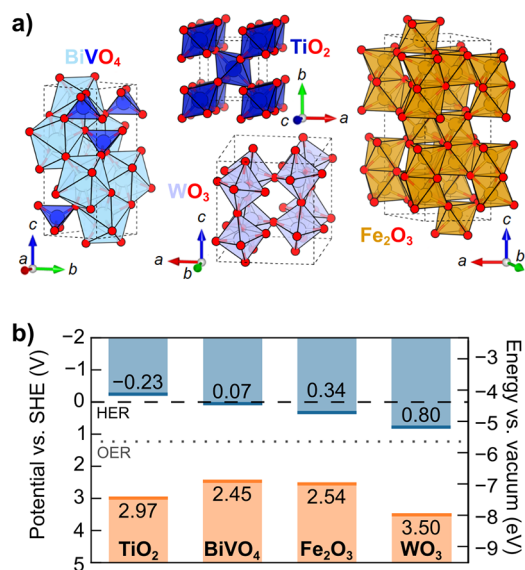 a)
BiVO₄
TiO₂
b
c
a
c
a
b
WO₃
c
a
b
Fe₂O₃
c
a
b
b)
Potential vs. SHE (V)
-2
-1
0
1
2
3
4
5
HER
OER
−0.23
0.07
0.34
0.80
2.97
2.45
2.54
3.50
TiO₂
BiVO₄
Fe₂O₃
WO₃
−3
−4
−5
−6
−7
−8
−9
Energy vs. vacuum (eV)